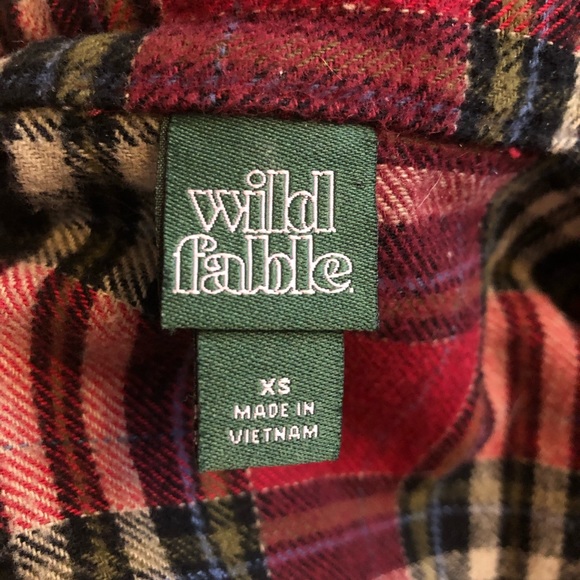 wild
fable.
XS
MADE IN
VIETNAM